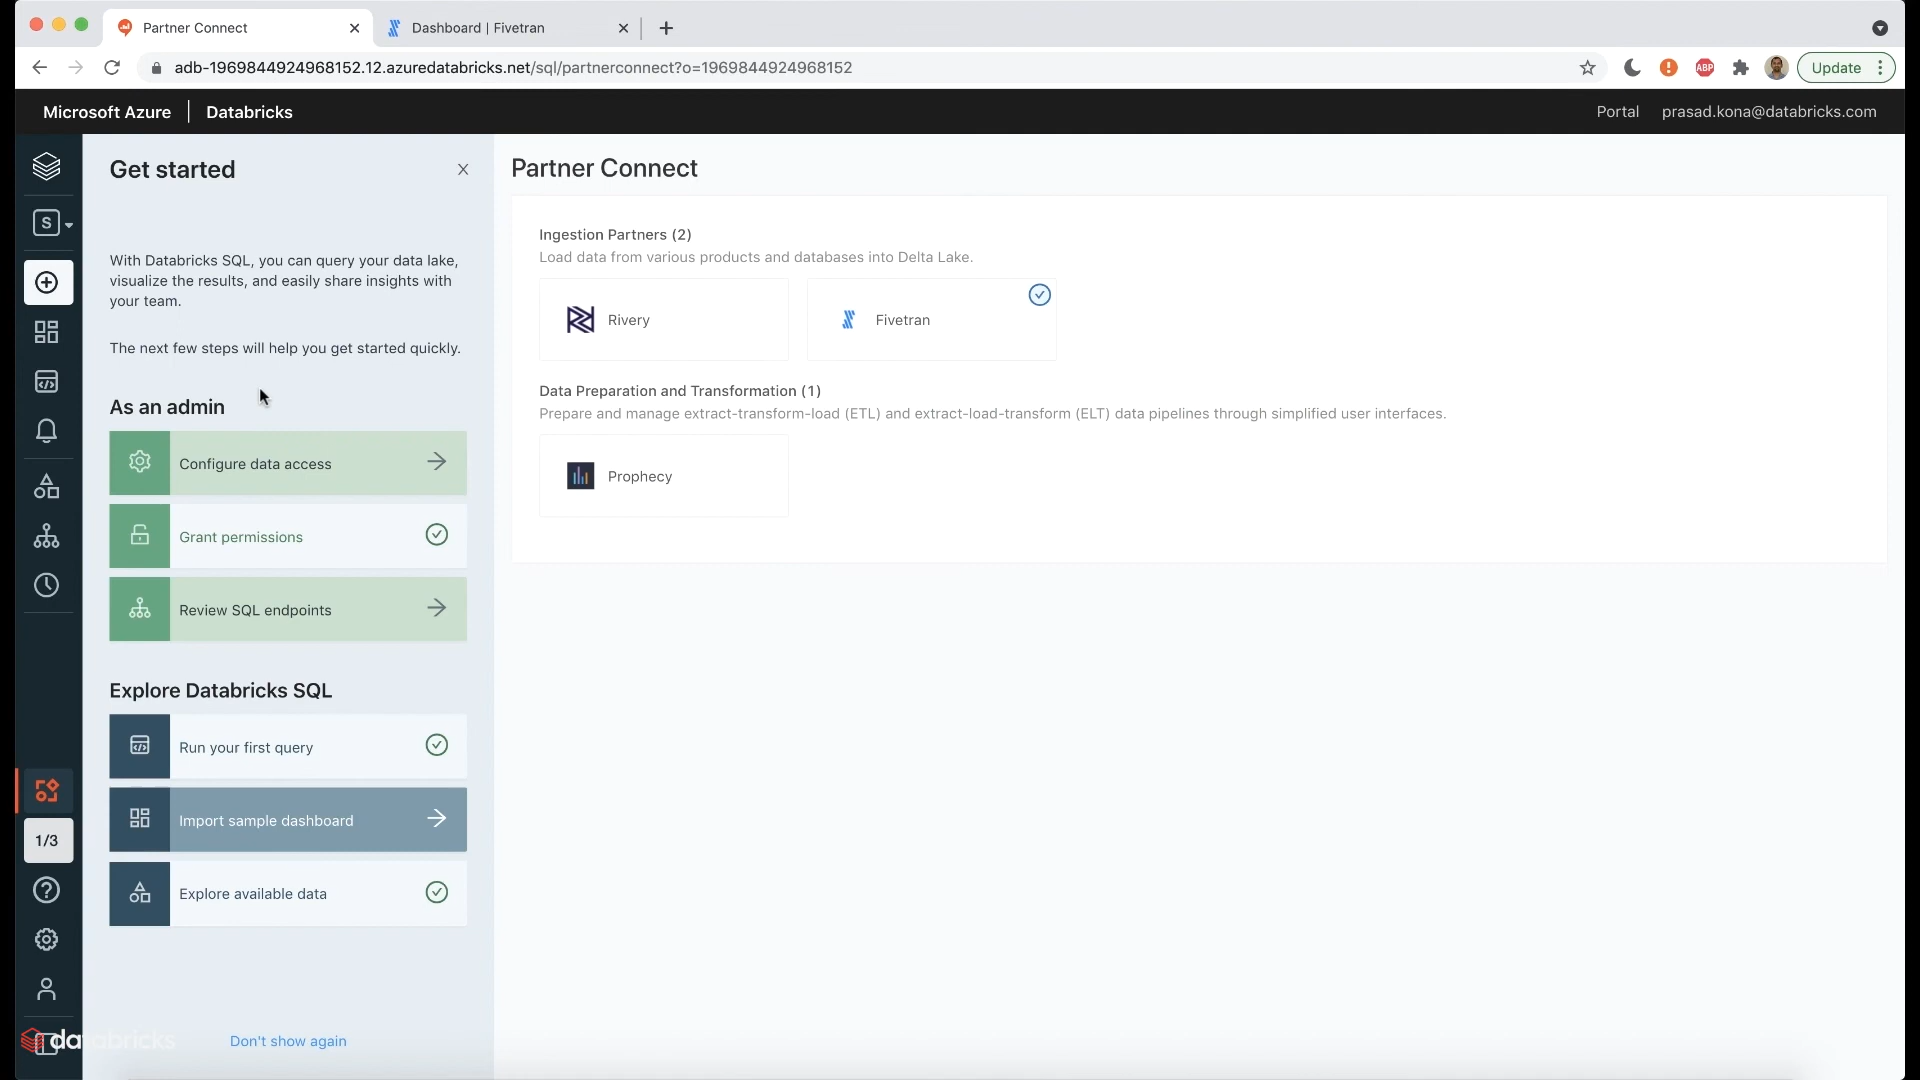 Partner Connect
Dashboard | Fivetran
adb-1969844924968152.12.azuredatabricks.net/sql/partnerconnect?o=1969844924968152
ABP
Update
Microsoft Azure
Databricks
Portal
prasad.kona@databricks.com
S
1/3
Get started
With Databricks SQL, you can query your data lake,
visualize the results, and easily share insights with
your team.
The next few steps will help you get started quickly.
As an admin
Configure data access
Grant permissions
Review SQL endpoints
Explore Databricks SQL
Run your first query
Import sample dashboard
Explore available data
Don't show again
databricks
Partner Connect
Ingestion Partners (2)
Load data from various products and databases into Delta Lake.
Rivery
Fivetran
Data Preparation and Transformation (1)
Prepare and manage extract-transform-load (ETL) and extract-load-transform (ELT) data pipelines through simplified user interfaces.
Prophecy